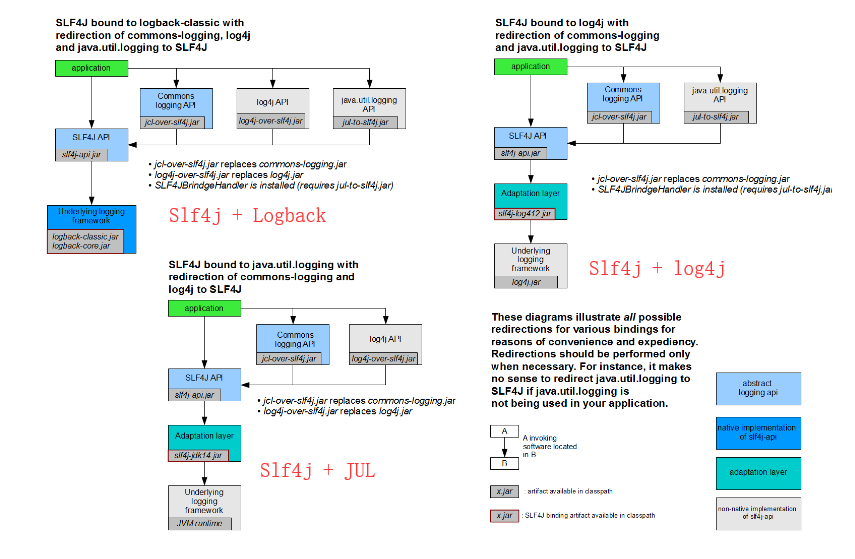 SLF4J bound to logback-classic with
redirection of commons-logging, log4j
and java.util.logging to SLF4J
application
Commons
logging API
jcl-over-slf4j.jar
log4j API
log4j-over-slf4j.jar
java.util.logging
API
jul-to-slf4j.jar
SLF4J API
slf4j-api.jar
• jcl-over-slf4j.jar replaces commons-logging.jar
• log4j-over-slf4j.jar replaces log4j.jar
• SLF4JBrindgeHandler is installed (requires jul-to-slf4j.jar)
Underlying logging
framework
logback-classic.jar
logback-core.jar
Slf4j + Logback
SLF4J bound to log4j with
redirection of commons-logging
and java.util.logging to SLF4J
application
Commons
logging API
jcl-over-slf4j.jar
java.util.logging
API
jul-to-slf4j.jar
SLF4J API
slf4j api.jar
• jcl-over-slf4j.jar replaces commons-logging.jar
• SLF4JBrindgeHandler is installed (requires jul-to-slf4j.jar
Adaptation layer
slf4j-log412.jar
Underlying
logging
framework
log4j.jar
Slf4j + log4j
SLF4J bound to java.util.logging with
redirection of commons-logging and
log4j to SLF4J
application
Commons
logging API
jcl-over-slf4j.jar
log4j API
log4j-over-slf4j.jar
SLF4J API
slf4j api.jar
• jcl-over-slf4j.jar replaces commons-logging.jar
• log4j-over-slf4j.jar replaces log4j.jar
Adaptation layer
slf4j-jdk14.jar
Underlying
logging
framework
JVM runtime
Slf4j + JUL
These diagrams illustrate all possible
redirections for various bindings for
reasons of convenience and expediency.
Redirections should be performed only
when necessary. For instance, it makes
no sense to redirect java.util.logging to
SLF4J if java.util.logging is
not being used in your application.
A
B
A invoking
software located
in B
x.jar
: artifact available in classpath
x.jar
: SLF4J binding artifact available in classpath
abstract
logging api
native implementation
of slf4j-api
adaptation layer
non-native implementation
of slf4j-api